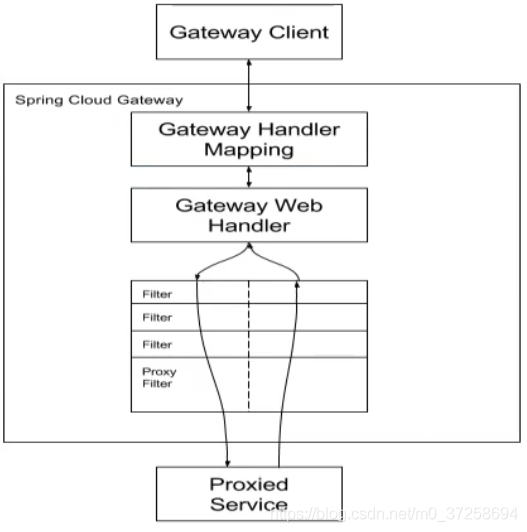 Gateway Client
Spring Cloud Gateway
Gateway Handler
Mapping
Gateway Web
Handler
Filter
Filter
Filter
Proxy
Filter
Proxied
Service
https://blog.csdn.net/m0_37258694